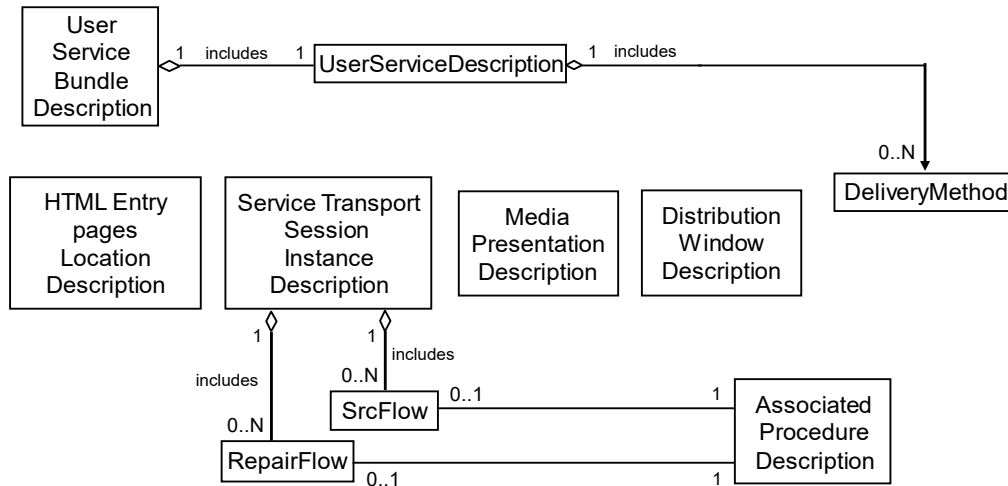 User
Service
Bundle
Description
1 includes 1
UserServiceDescription
1 includes
0..N
DeliveryMethod
HTML Entry
pages
Location
Description
Service Transport
Session
Instance
Description
Media
Presentation
Description
Distribution
Window
Description
1
includes
0..N
RepairFlow
1
includes
0..N
SrcFlow
0..1 1
0..1 1
Associated
Procedure
Description